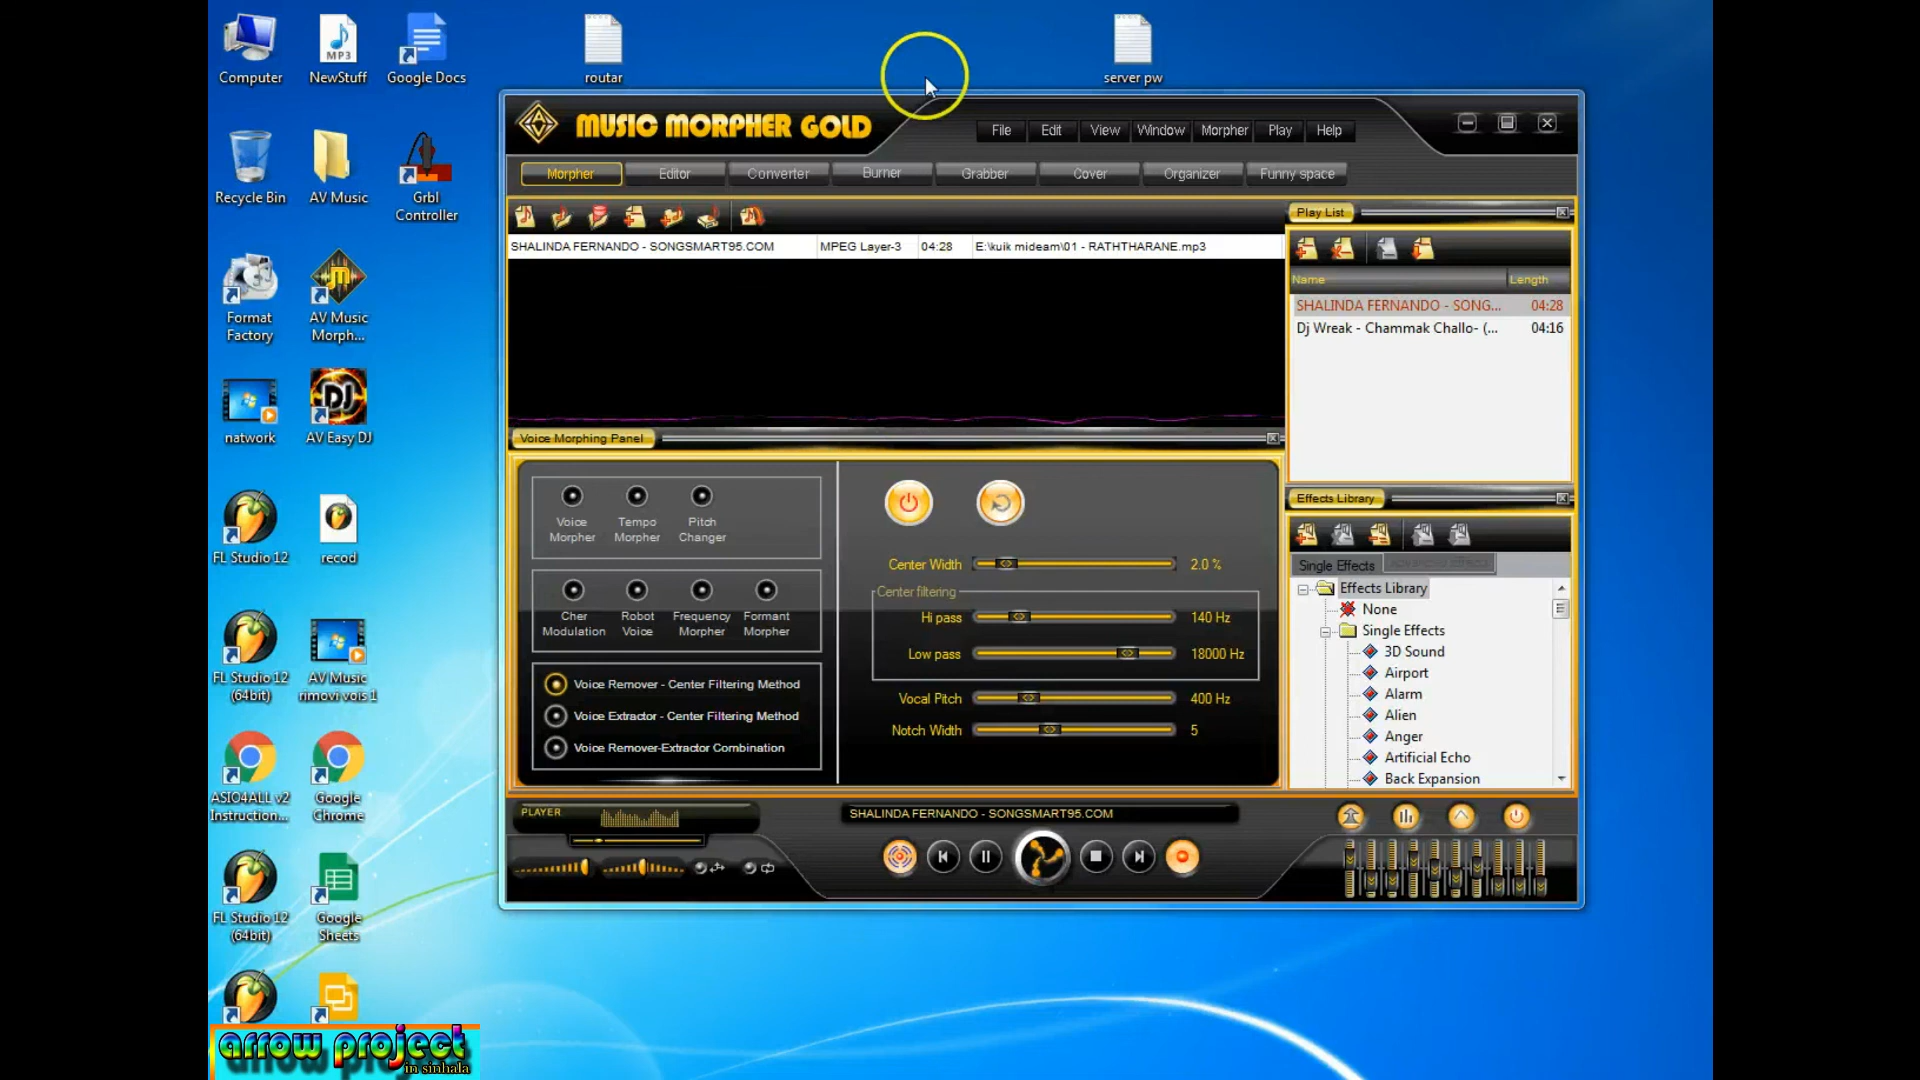 Computer
NewStuff
Google Docs
routar
server pw
Recycle Bin
AV Music
Grbl
Controller
Format
Factory
AV Music
Morph...
natwork
AV Easy DJ
FL Studio 12
recod
FL Studio 12
(64bit)
AV Music
rimovi vois 1
ASIO4ALL v2
Instruction...
Google
Chrome
FL Studio 12
(64bit)
Google
Sheets
arrow project
in sinhala
MUSIC MORPHER GOLD
File Edit View Window Morpher Play Help
Morpher Editor Converter Burner Grabber Cover Organizer Funny space
SHALINDA FERNANDO - SONGSMART95.COM MPEG Layer-3 04:28 E:\kuik mideam\01 - RATHTHARANE.mp3
Play List
Name Length
SHALINDA FERNANDO - SONG... 04:28
Dj Wreak - Chammak Challo- (... 04:16
Voice Morphing Panel
Voice
Morpher
Tempo
Morpher
Pitch
Changer
Cher
Modulation
Robot
Voice
Frequency
Morpher
Formant
Morpher
Voice Remover - Center Filtering Method
Voice Extractor - Center Filtering Method
Voice Remover-Extractor Combination
Center Width 2.0 %
Center filtering
Hi pass 140 Hz
Low pass 18000 Hz
Vocal Pitch 400 Hz
Notch Width 5
Effects Library
Single Effects
Effects Library
None
Single Effects
3D Sound
Airport
Alarm
Alien
Anger
Artificial Echo
Back Expansion
PLAYER
SHALINDA FERNANDO - SONGSMART95.COM